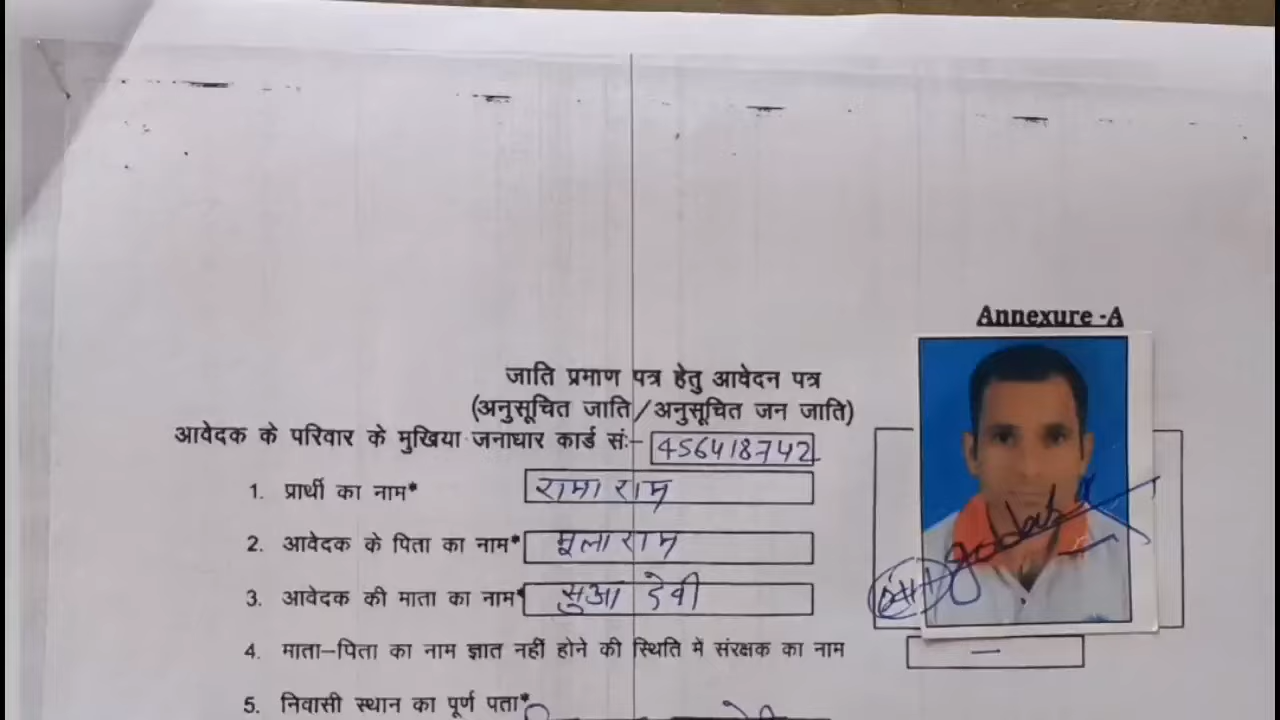 Annexure -A
जाति प्रमाण पत्र हेतु आवेदन पत्र
(अनुसूचित जाति/अनुसूचित जन जाति)
आवेदक के परिवार के मुखिया जनाधार कार्ड सं:- 456418742
1. प्रार्थी का नाम* रामा राम
2. आवेदक के पिता का नाम* मूला राम
3. आवेदक की माता का नाम* सुआ देवी
4. माता-पिता का नाम ज्ञात नहीं होने की स्थिति में संरक्षक का नाम —
5. निवासी स्थान का पूर्ण पता*